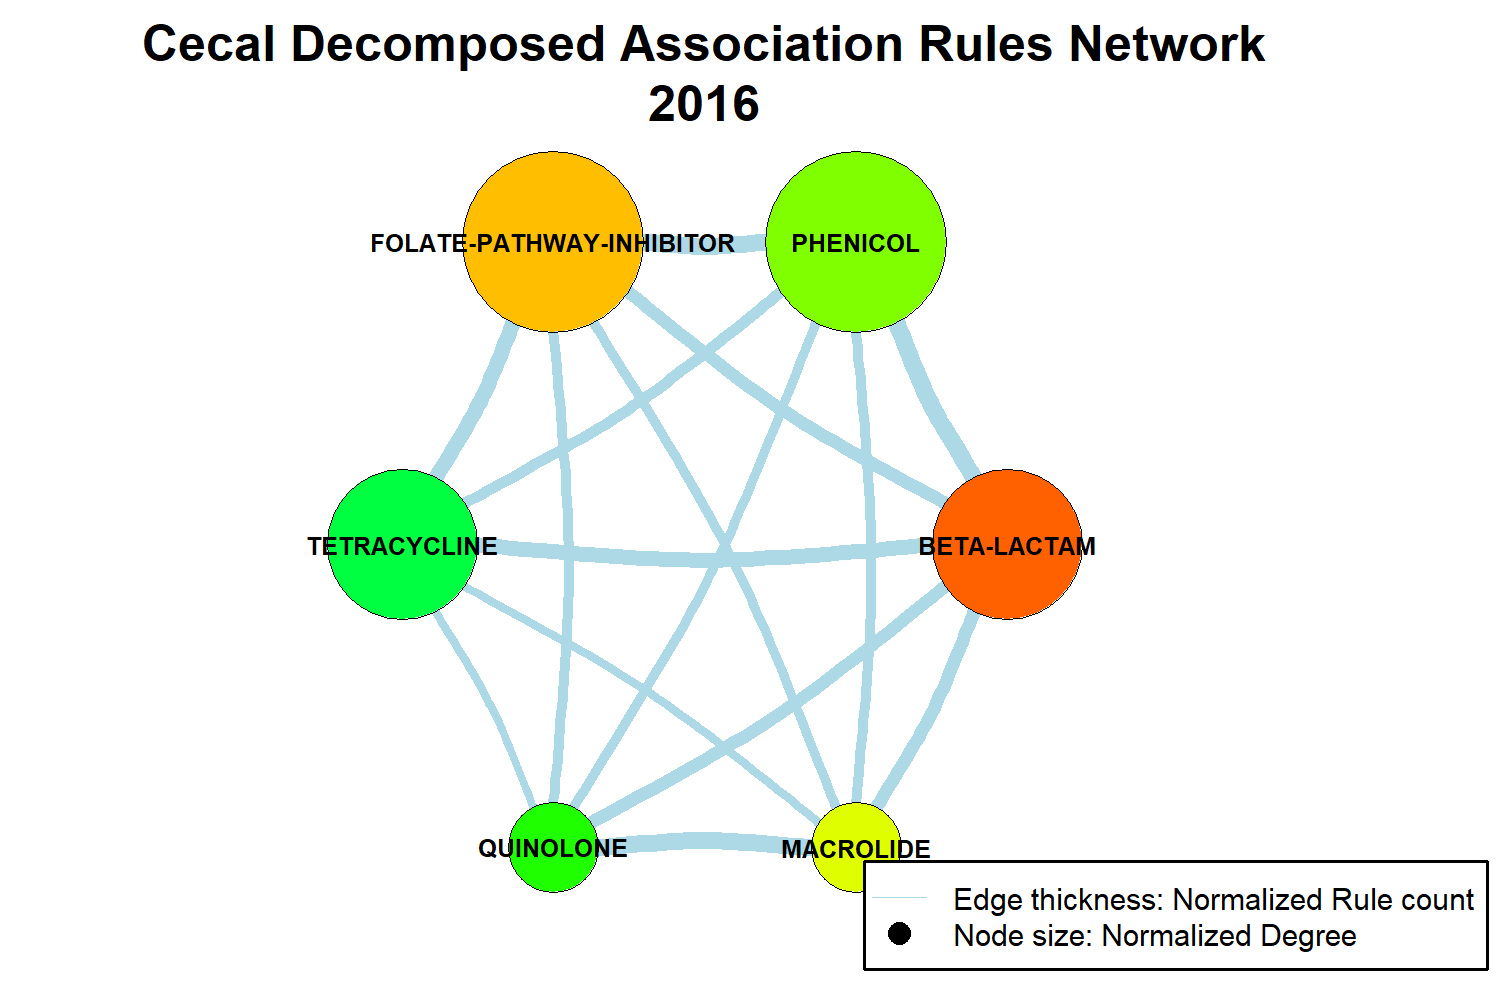 Cecal Decomposed Association Rules Network
2016
FOLATE-PATHWAY-INHIBITOR
PHENICOL
TETRACYCLINE
BETA-LACTAM
QUINOLONE
MACROLIDE
Edge thickness: Normalized Rule count
Node size: Normalized Degree